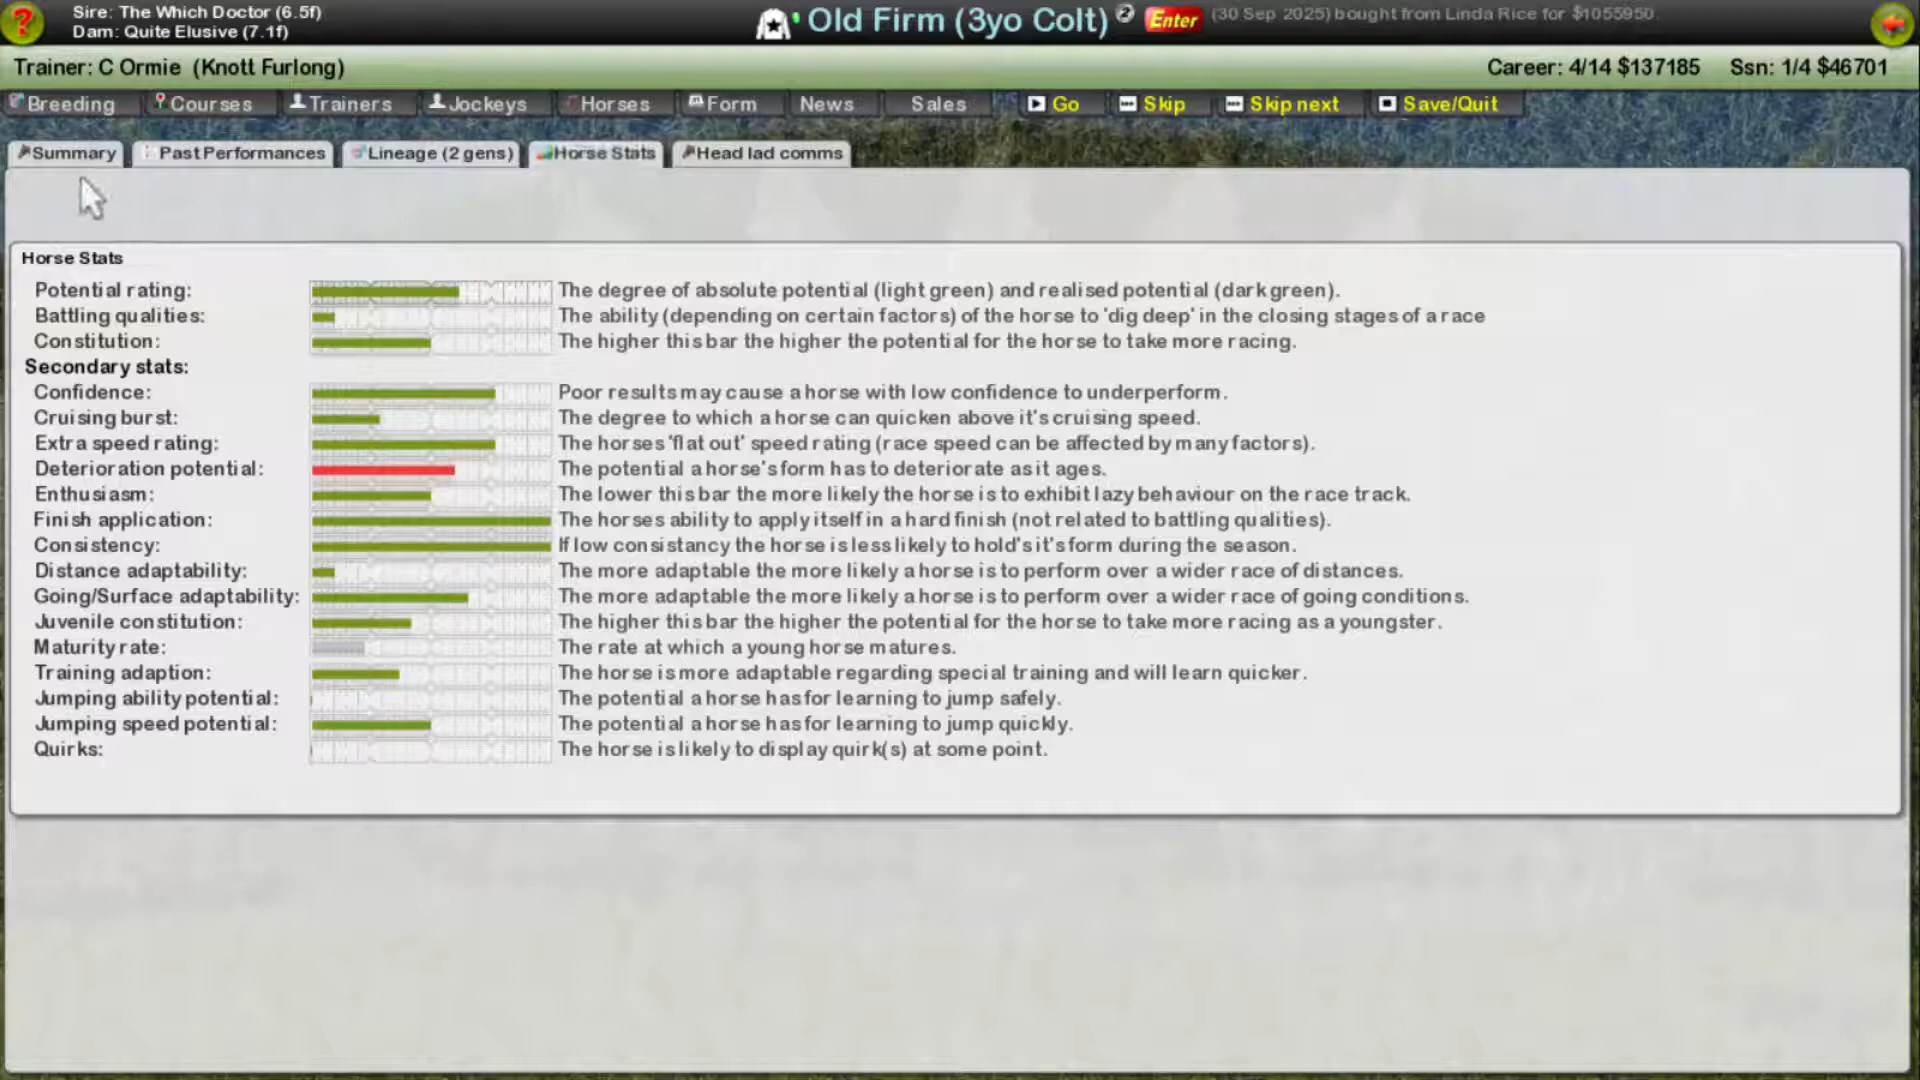 Sire: The Which Doctor (6.5f)
Dam: Quite Elusive (7.1f)
Old Firm (3yo Colt) 2 Enter (30 Sep 2025) bought from Linda Rice for $1055950.
Trainer: C Ormie (Knott Furlong) Career: 4/14 $137185 Ssn: 1/4 $46701
Breeding Courses Trainers Jockeys Horses Form News Sales Go Skip Skip next Save/Quit
Summary Past Performances Lineage (2 gens) Horse Stats Head lad comms
Horse Stats
Potential rating: The degree of absolute potential (light green) and realised potential (dark green).
Battling qualities: The ability (depending on certain factors) of the horse to 'dig deep' in the closing stages of a race
Constitution: The higher this bar the higher the potential for the horse to take more racing.
Secondary stats:
Confidence: Poor results may cause a horse with low confidence to underperform.
Cruising burst: The degree to which a horse can quicken above it's cruising speed.
Extra speed rating: The horses 'flat out' speed rating (race speed can be affected by many factors).
Deterioration potential: The potential a horse's form has to deteriorate as it ages.
Enthusiasm: The lower this bar the more likely the horse is to exhibit lazy behaviour on the race track.
Finish application: The horses ability to apply itself in a hard finish (not related to battling qualities).
Consistency: If low consistancy the horse is less likely to hold's it's form during the season.
Distance adaptability: The more adaptable the more likely a horse is to perform over a wider race of distances.
Going/Surface adaptability: The more adaptable the more likely a horse is to perform over a wider race of going conditions.
Juvenile constitution: The higher this bar the higher the potential for the horse to take more racing as a youngster.
Maturity rate: The rate at which a young horse matures.
Training adaption: The horse is more adaptable regarding special training and will learn quicker.
Jumping ability potential: The potential a horse has for learning to jump safely.
Jumping speed potential: The potential a horse has for learning to jump quickly.
Quirks: The horse is likely to display quirk(s) at some point.